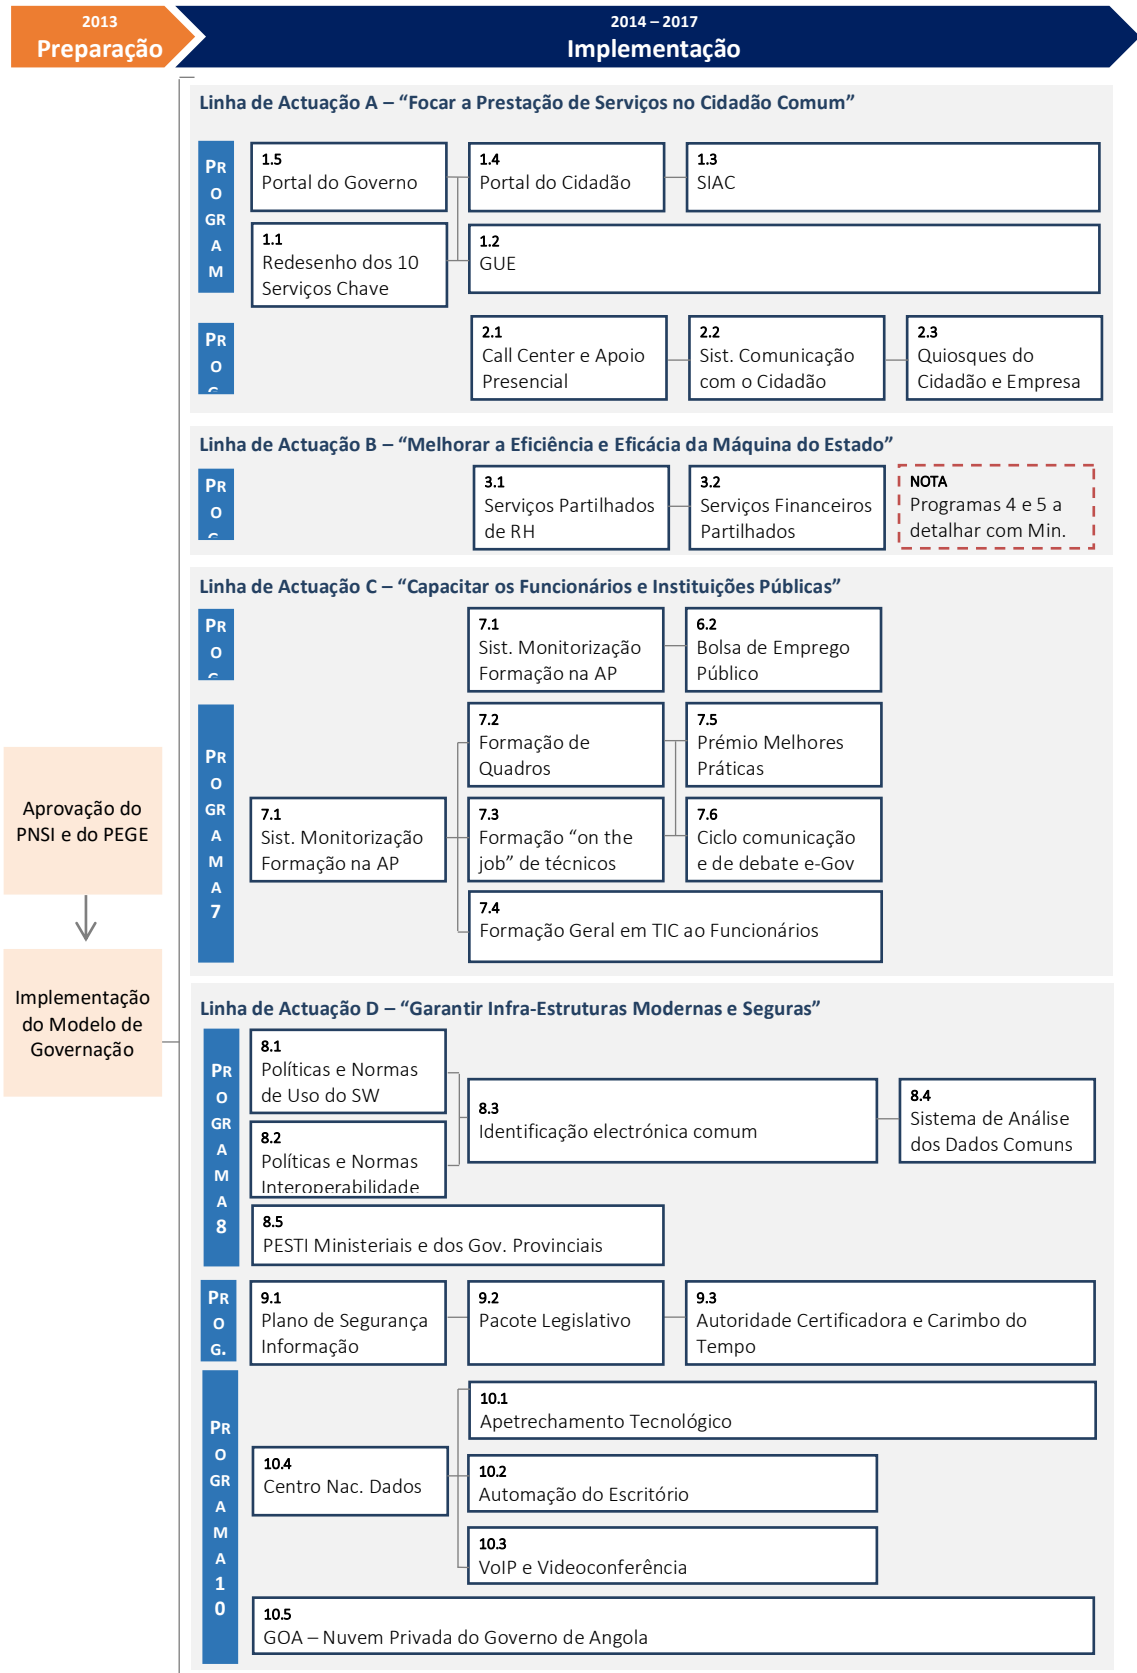 2013
Preparação
2014 – 2017
Implementação
Linha de Actuação A – “Focar a Prestação de Serviços no Cidadão Comum”
PR
O
GR
A
M
1.5
Portal do Governo
1.4
Portal do Cidadão
1.3
SIAC
1.1
Redesenho dos 10
Serviços Chave
1.2
GUE
PR
O
2.1
Call Center e Apoio
Presencial
2.2
Sist. Comunicação
com o Cidadão
2.3
Quiosques do
Cidadão e Empresa
Linha de Actuação B – “Melhorar a Eficiência e Eficácia da Máquina do Estado”
PR
O
3.1
Serviços Partilhados
de RH
3.2
Serviços Financeiros
Partilhados
NOTA
Programas 4 e 5 a
detalhar com Min.
Linha de Actuação C – “Capacitar os Funcionários e Instituições Públicas”
PR
O
7.1
Sist. Monitorização
Formação na AP
6.2
Bolsa de Emprego
Público
PR
O
GR
A
M
A
7
7.1
Sist. Monitorização
Formação na AP
7.2
Formação de
Quadros
7.5
Prémio Melhores
Práticas
7.3
Formação “on the
job” de técnicos
7.6
Ciclo comunicação
e de debate e-Gov
7.4
Formação Geral em TIC ao Funcionários
Aprovação do
PNSI e do PEGE
Implementação
do Modelo de
Governação
Linha de Actuação D – “Garantir Infra-Estruturas Modernas e Seguras”
PR
O
GR
A
M
A
8
8.1
Políticas e Normas
de Uso do SW
8.2
Políticas e Normas
Interoperabilidade
8.3
Identificação electrónica comum
8.4
Sistema de Análise
dos Dados Comuns
8.5
PESTI Ministeriais e dos Gov. Provinciais
PR
O
G.
9.1
Plano de Segurança
Informação
9.2
Pacote Legislativo
9.3
Autoridade Certificadora e Carimbo do
Tempo
PR
O
GR
A
M
A
1
0
10.4
Centro Nac. Dados
10.1
Apetrechamento Tecnológico
10.2
Automação do Escritório
10.3
VoIP e Videoconferência
10.5
GOA – Nuvem Privada do Governo de Angola